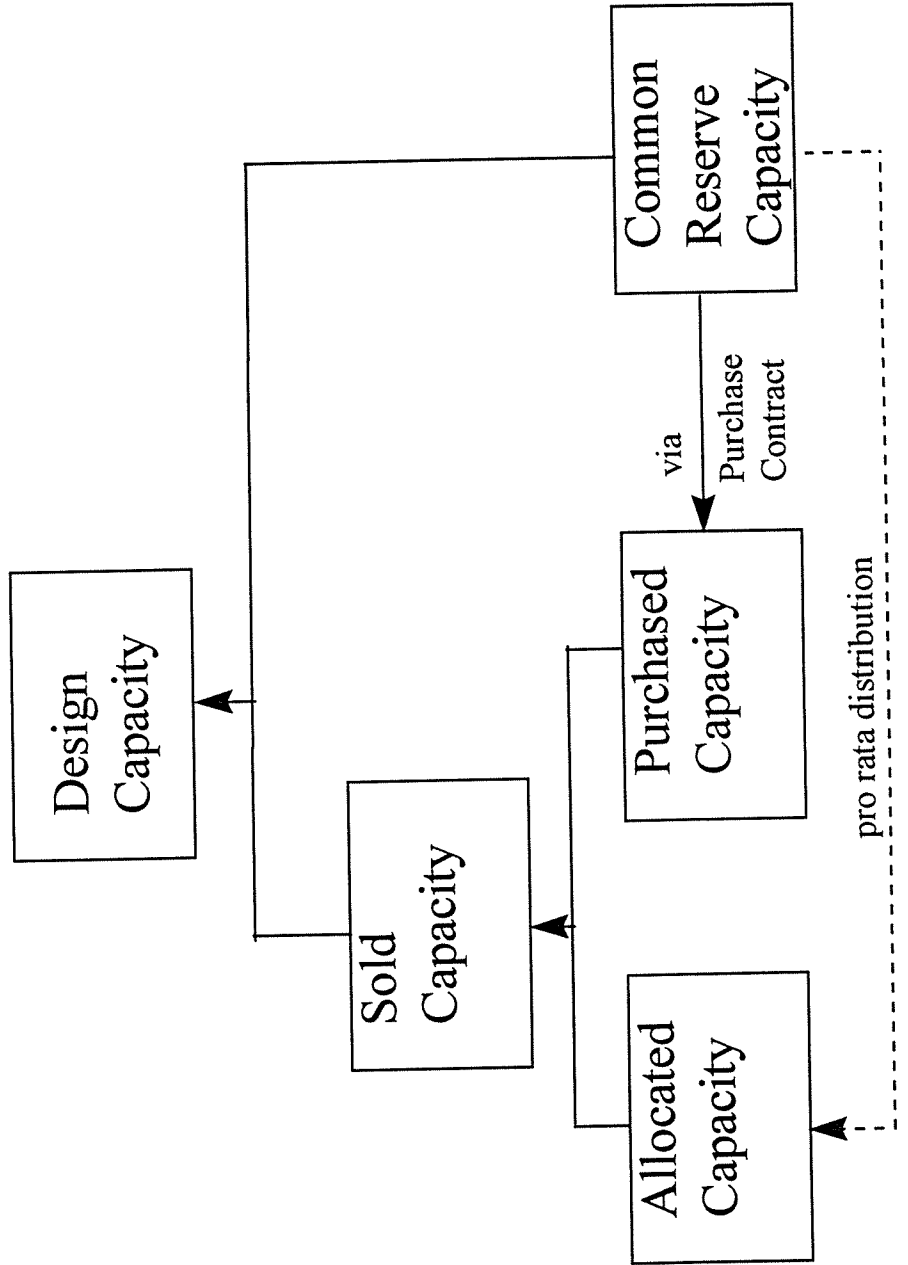 Design
Capacity
Sold
Capacity
Allocated
Capacity
Purchased
Capacity
via
Purchase
Contract
Common
Reserve
Capacity
pro rata distribution